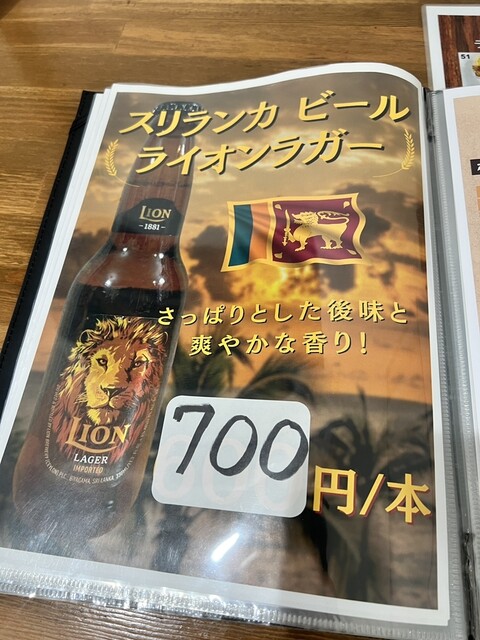 スリランカ ビール
ライオンラガー
LION
-1881-
さっぱりとした後味と
爽やかな香り!
LION
LAGER
IMPORTED
700
円/本
51